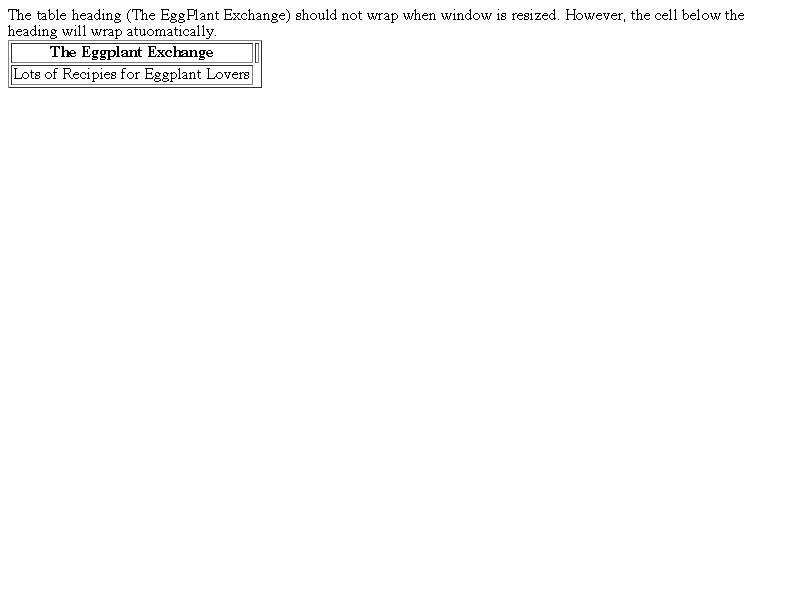 The table heading (The EggPlant Exchange) should not wrap when window is resized. However, the cell below the
heading will wrap atuomatically.
The Eggplant Exchange
Lots of Recipies for Eggplant Lovers